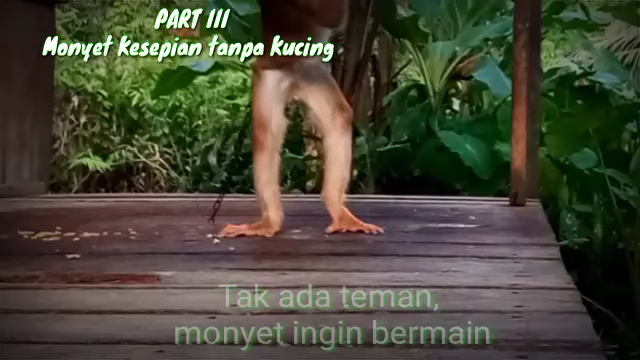 PART III
Monyet Kesepian tanpa Kucing
Tak ada teman,
monyet ingin bermain